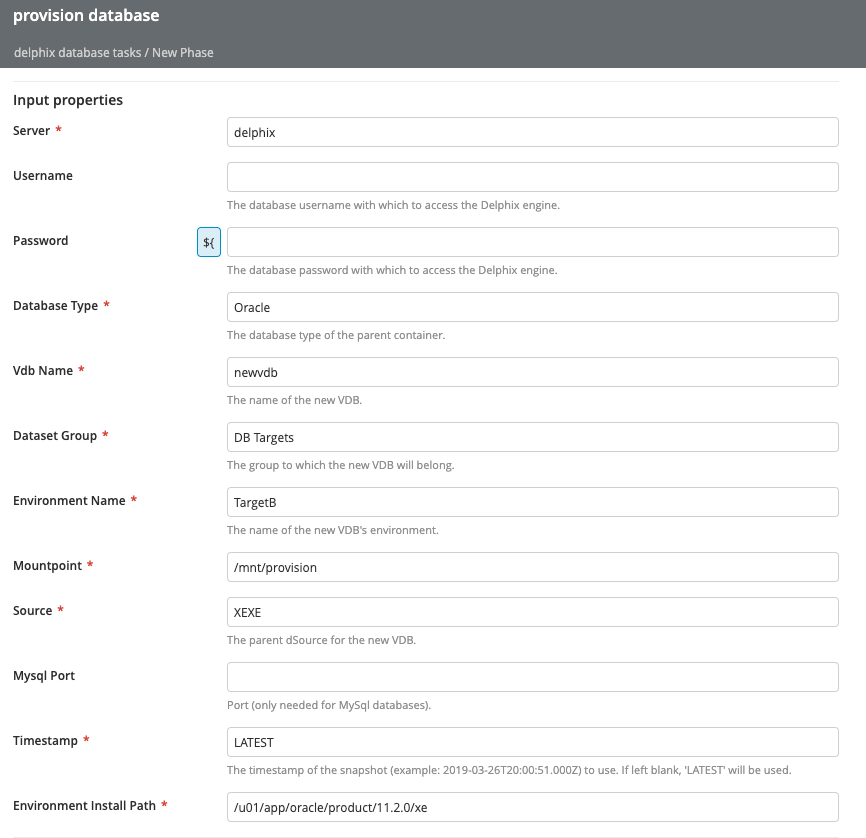 provision database
delphix database tasks / New Phase
Input properties
Server *
delphix
Username
The database username with which to access the Delphix engine.
Password
${
The database password with which to access the Delphix engine.
Database Type *
Oracle
The database type of the parent container.
Vdb Name *
newvdb
The name of the new VDB.
Dataset Group *
DB Targets
The group to which the new VDB will belong.
Environment Name *
TargetB
The name of the new VDB's environment.
Mountpoint *
/mnt/provision
Source *
XEXE
The parent dSource for the new VDB.
Mysql Port
Port (only needed for MySql databases).
Timestamp *
LATEST
The timestamp of the snapshot (example: 2019-03-26T20:00:51.000Z) to use. If left blank, 'LATEST' will be used.
Environment Install Path *
/u01/app/oracle/product/11.2.0/xe